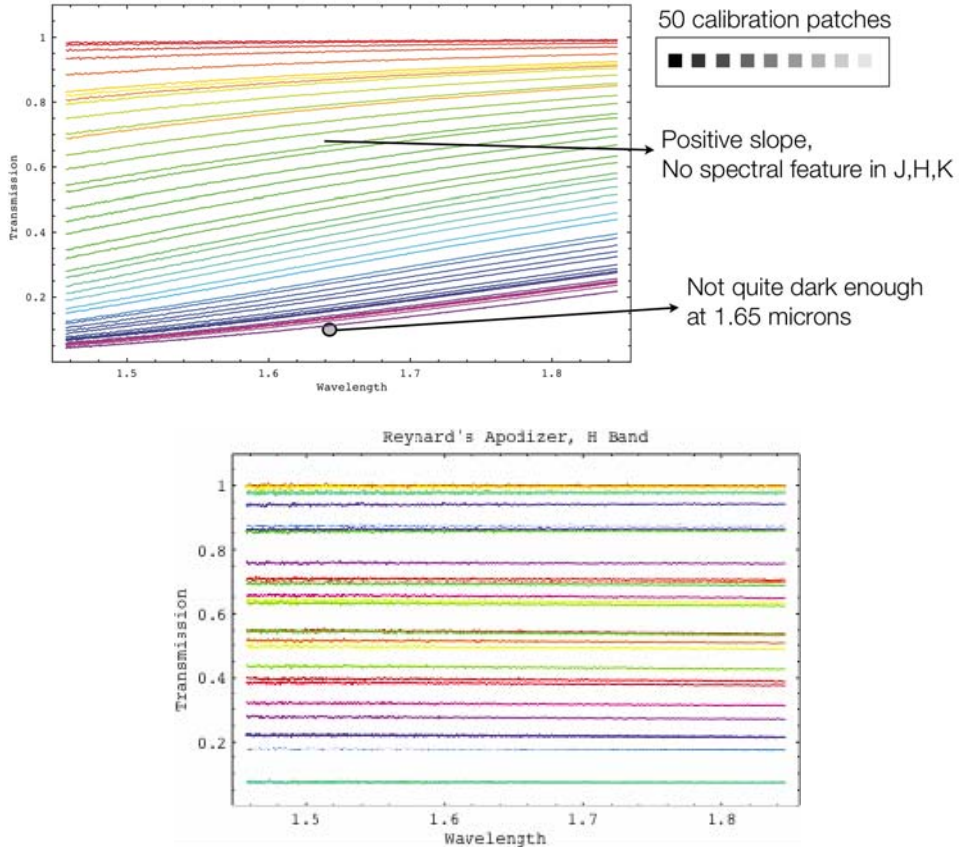 50 calibration patches
Positive slope,
No spectral feature in J,H,K
Not quite dark enough
at 1.65 microns
Transmission
1
0.8
0.6
0.4
0.2
1.5
1.6
1.7
1.8
Wavelength
Reynard's Apodizer, H Band
Transmission
1
0.8
0.6
0.4
0.2
1.5
1.6
1.7
1.8
Wavelength